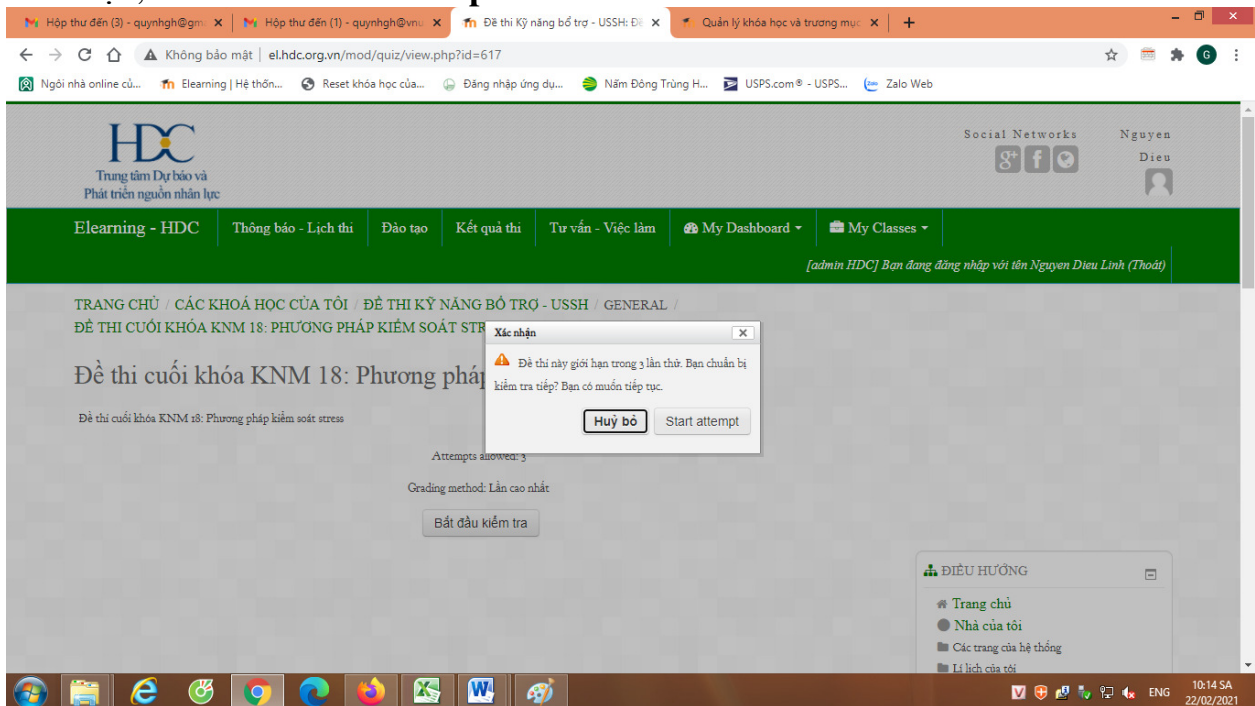 Hộp thư đến (3) - quynhgh@gm
Hộp thư đến (1) - quynhgh@vnu
Đề thi Kỹ năng bổ trợ - USSH: Đề
Quản lý khóa học và trương mục
Không bảo mật | el.hdc.org.vn/mod/quiz/view.php?id=617
G
Ngôi nhà online củ...
Elearning | Hệ thốn...
Reset khóa học của...
Đăng nhập ứng dụ...
Nấm Đông Trùng H...
USPS.com® - USPS...
Zalo Web
HDC
Trung tâm Dự báo và
Phát triển nguồn nhân lực
Social Networks
Nguyen
Dieu
Elearning - HDC
Thông báo - Lịch thi
Đào tạo
Kết quả thi
Tư vấn - Việc làm
My Dashboard
My Classes
[admin HDC] Bạn đang đăng nhập với tên Nguyen Dieu Linh (Thoát)
TRANG CHỦ / CÁC KHOÁ HỌC CỦA TÔI / ĐỀ THI KỸ NĂNG BỔ TRỢ - USSH / GENERAL /
ĐỀ THI CUỐI KHÓA KNM 18: PHƯƠNG PHÁP KIỂM SOÁT STR
Xác nhận
Đề thi này giới hạn trong 3 lần thử. Bạn chuẩn bị
kiểm tra tiếp? Bạn có muốn tiếp tục.
Huỷ bỏ
Start attempt
Đề thi cuối khóa KNM 18: Phương pháp
Đề thi cuối khóa KNM 18: Phương pháp kiểm soát stress
Attempts allowed: 3
Grading method: Lần cao nhất
Bắt đầu kiểm tra
ĐIỀU HƯỚNG
Trang chủ
Nhà của tôi
Các trang của hệ thống
Lí lịch của tôi
ENG
10:14 SA
22/02/2021